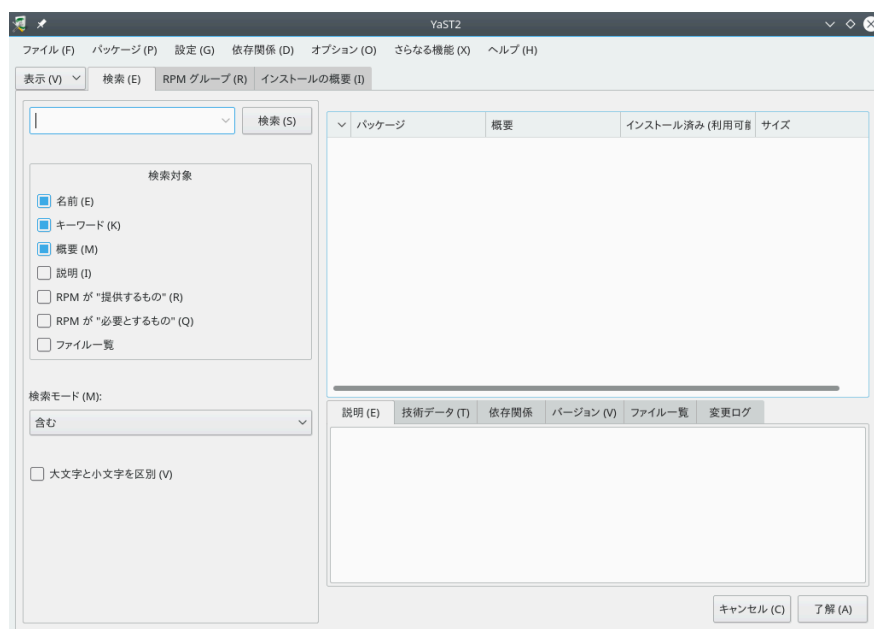 YaST2
ファイル (F) パッケージ (P) 設定 (G) 依存関係 (D) オプション (O) さらなる機能 (X) ヘルプ (H)
表示 (V) 検索 (E) RPM グループ (R) インストールの概要 (I)
検索 (S)
検索対象
名前 (E)
キーワード (K)
概要 (M)
説明 (I)
RPM が "提供するもの" (R)
RPM が "必要とするもの" (Q)
ファイル一覧
検索モード (M):
含む
大文字と小文字を区別 (V)
パッケージ 概要 インストール済み (利用可能 サイズ
説明 (E) 技術データ (T) 依存関係 バージョン (V) ファイル一覧 変更ログ
キャンセル (C) 了解 (A)